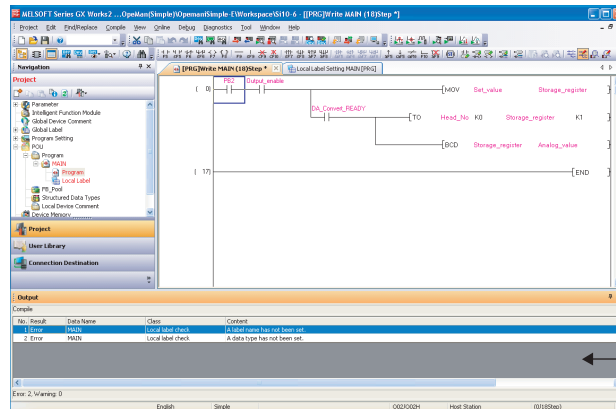 MELSOFT Series GX Works2 ...OpeMan(Simple)\Opemanl\Simple-E\Workspace\Si10-6 - [[PRG]Write MAIN (18)Step *]
Project Edit Find/Replace Compile View Online Debug Diagnostics Tool Window Help
Navigation
[PRG]Write MAIN (18)Step *
Local Label Setting MAIN [PRG]
Project
Parameter
Intelligent Function Module
Global Device Comment
Global Label
Program Setting
POU
Program
MAIN
Program
Local Label
FB_Pool
Structured Data Types
Local Device Comment
Device Memory
Project
User Library
Connection Destination
( 0)
PB2 Output_enable
MOV Set_value Storage_register
DA_Convert_READY
TO Head_No K0 Storage_register K1
BCD Storage_register Analog_value
( 17)
END
Output
Compile
No. Result Data Name Class Content
1 Error MAIN Local label check A label name has not been set.
2 Error MAIN Local label check A data type has not been set.
Error: 2, Warning: 0
English Simple Q02/Q02H Host Station (0/18Step)